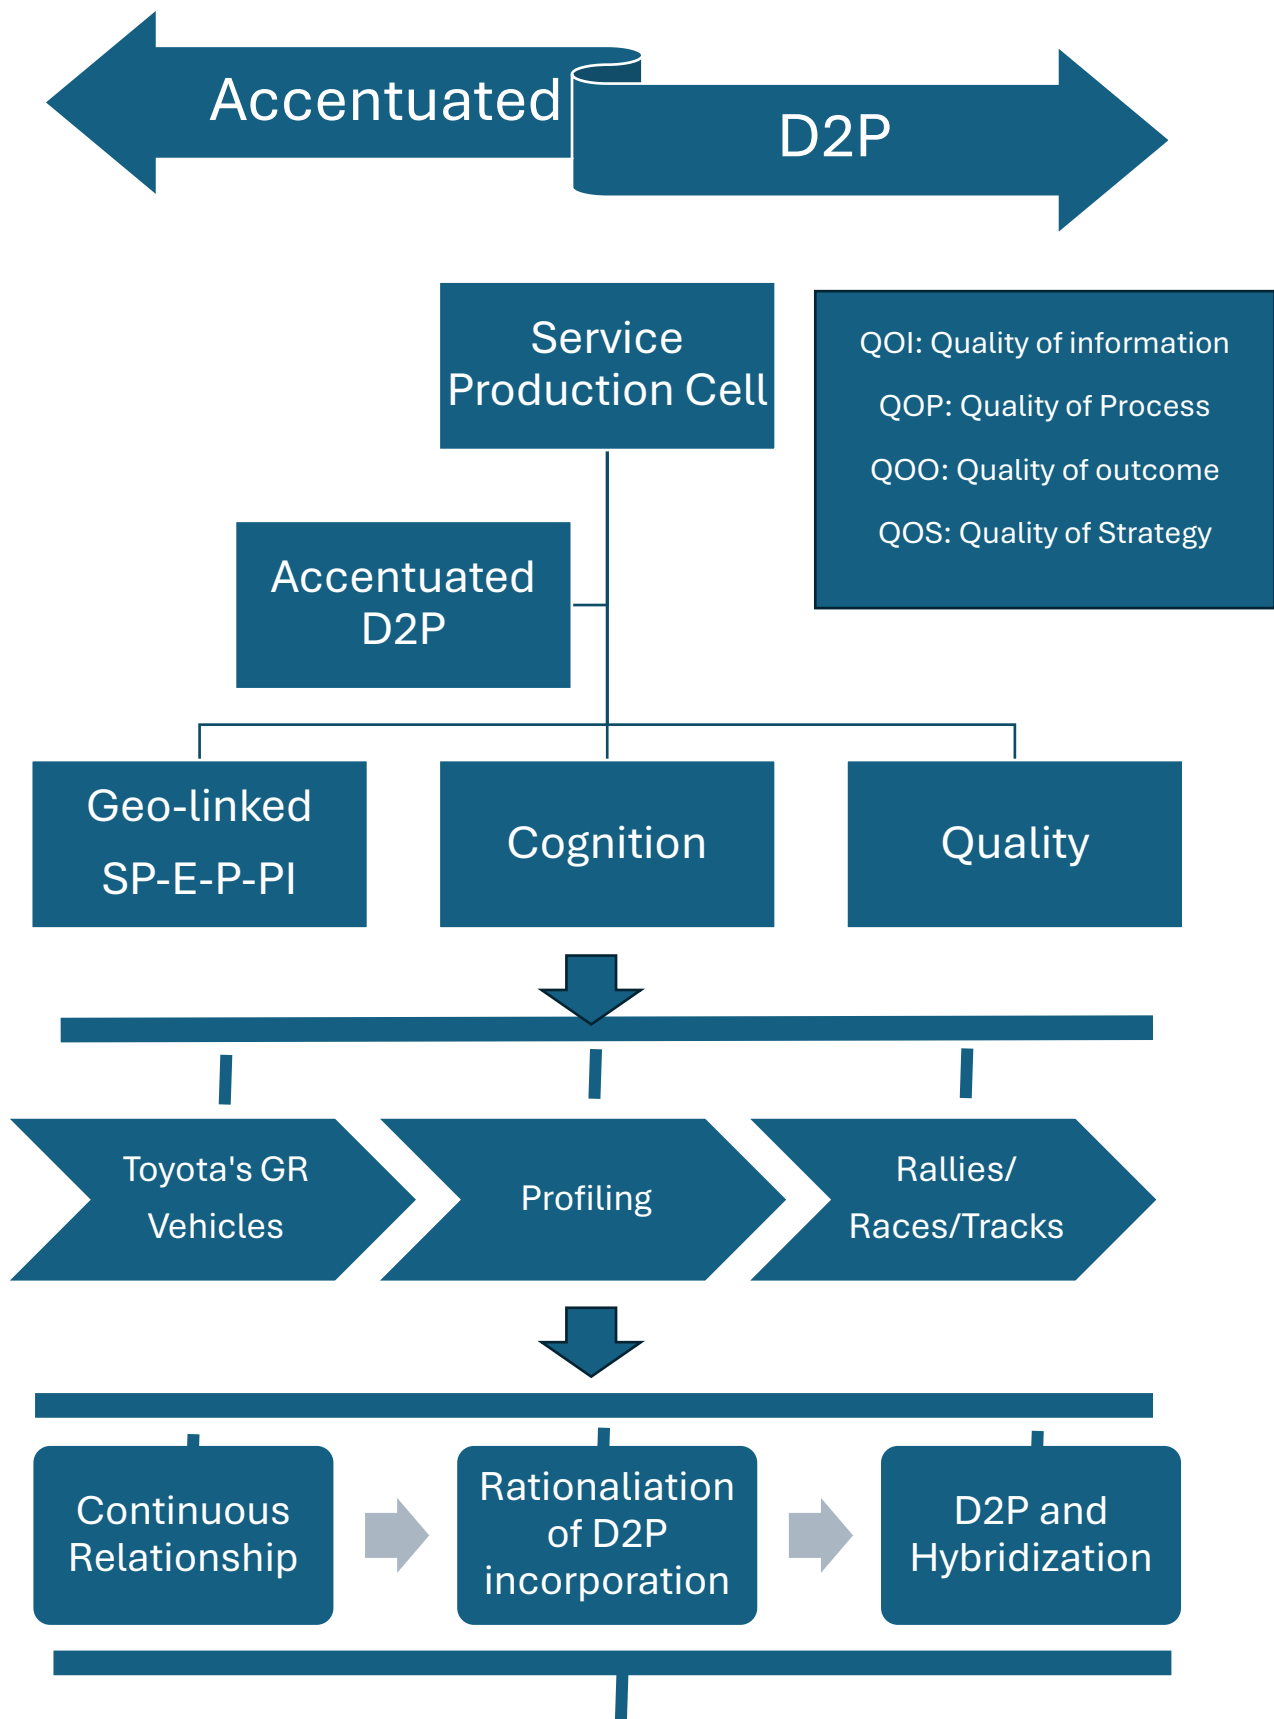 Accentuated
D2P
Service
Production Cell
QOI: Quality of information
QOP: Quality of Process
QOO: Quality of outcome
QOS: Quality of Strategy
Accentuated
D2P
Geo-linked
SP-E-P-PI
Cognition
Quality
Toyota's GR
Vehicles
Profiling
Rallies/
Races/Tracks
Continuous
Relationship
Rationaliation
of D2P
incorporation
D2P and
Hybridization